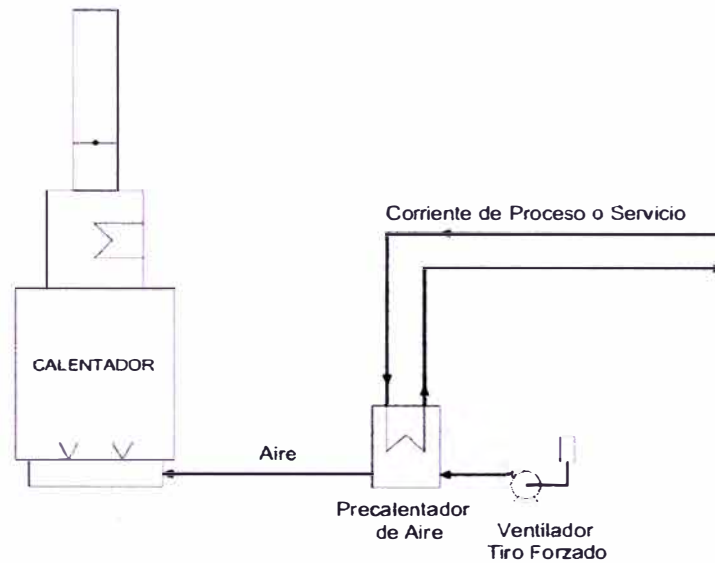 Corriente de Proceso o Servicio
CALENTADOR
Aire
Precalentador
de Aire
Ventilador
Tiro Forzado